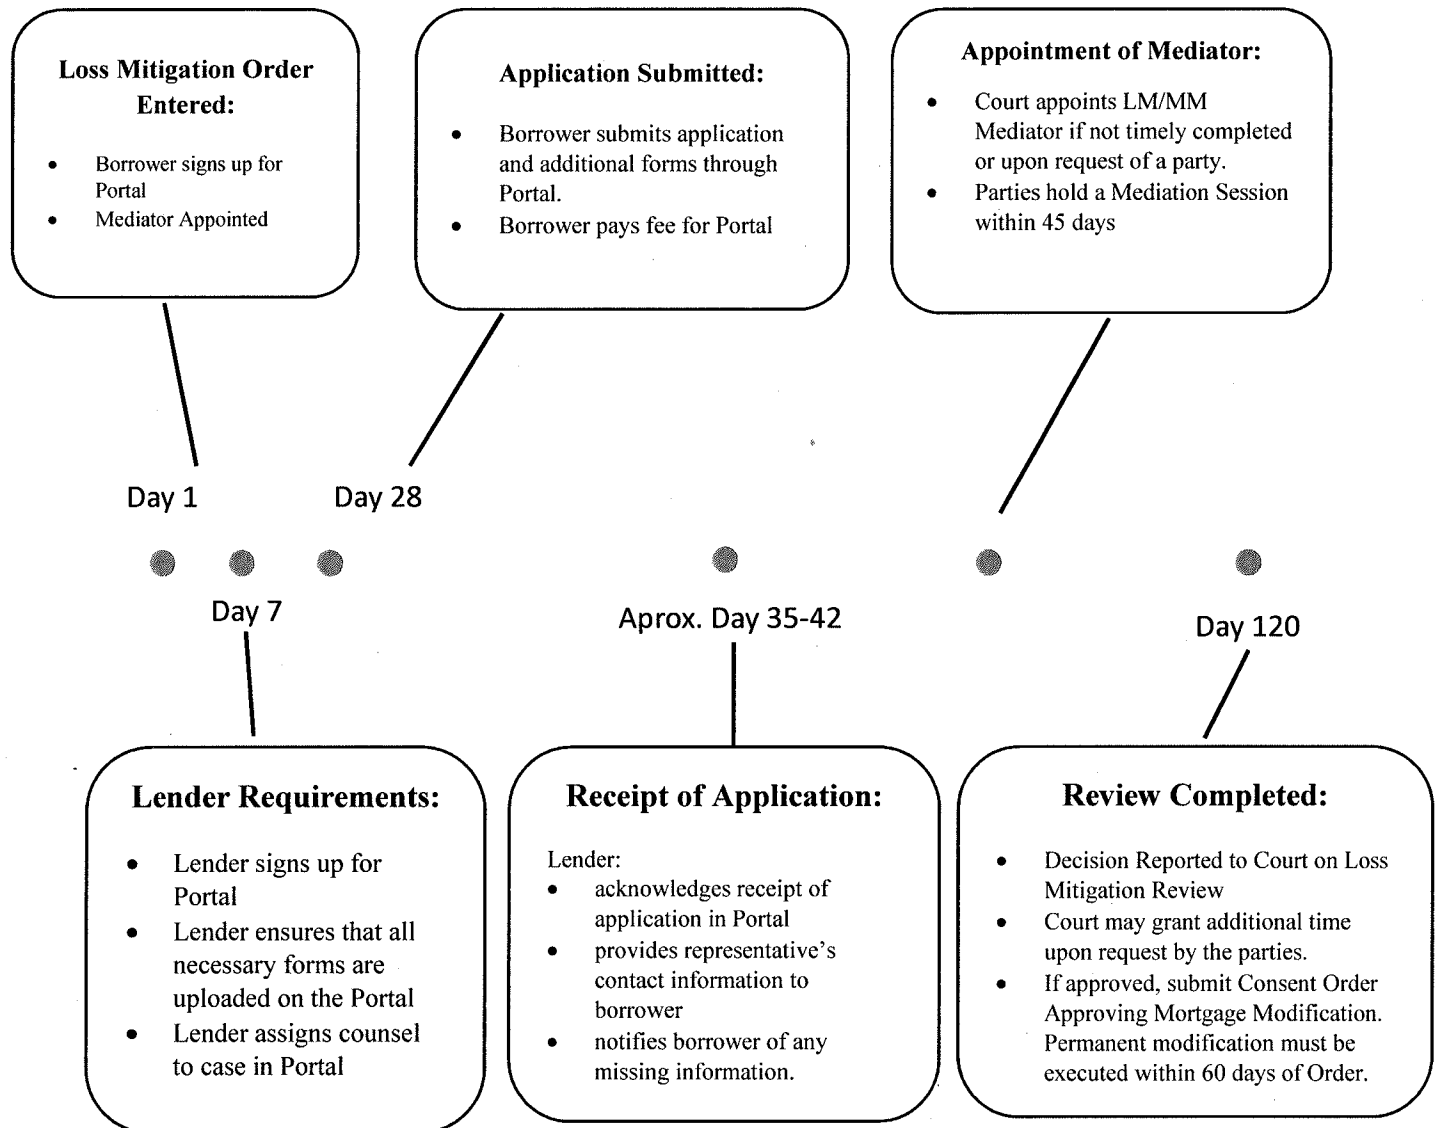 Loss Mitigation Order
Entered:
• Borrower signs up for
Portal
• Mediator Appointed
Application Submitted:
• Borrower submits application
and additional forms through
Portal.
• Borrower pays fee for Portal
Appointment of Mediator:
• Court appoints LM/MM
Mediator if not timely completed
or upon request of a party.
• Parties hold a Mediation Session
within 45 days
Day 1
Day 28
Day 7
Aprox. Day 35-42
Day 120
Lender Requirements:
• Lender signs up for
Portal
• Lender ensures that all
necessary forms are
uploaded on the Portal
• Lender assigns counsel
to case in Portal
Receipt of Application:
Lender:
• acknowledges receipt of
application in Portal
• provides representative's
contact information to
borrower
• notifies borrower of any
missing information.
Review Completed:
• Decision Reported to Court on Loss
Mitigation Review
• Court may grant additional time
upon request by the parties.
• If approved, submit Consent Order
Approving Mortgage Modification.
Permanent modification must be
executed within 60 days of Order.